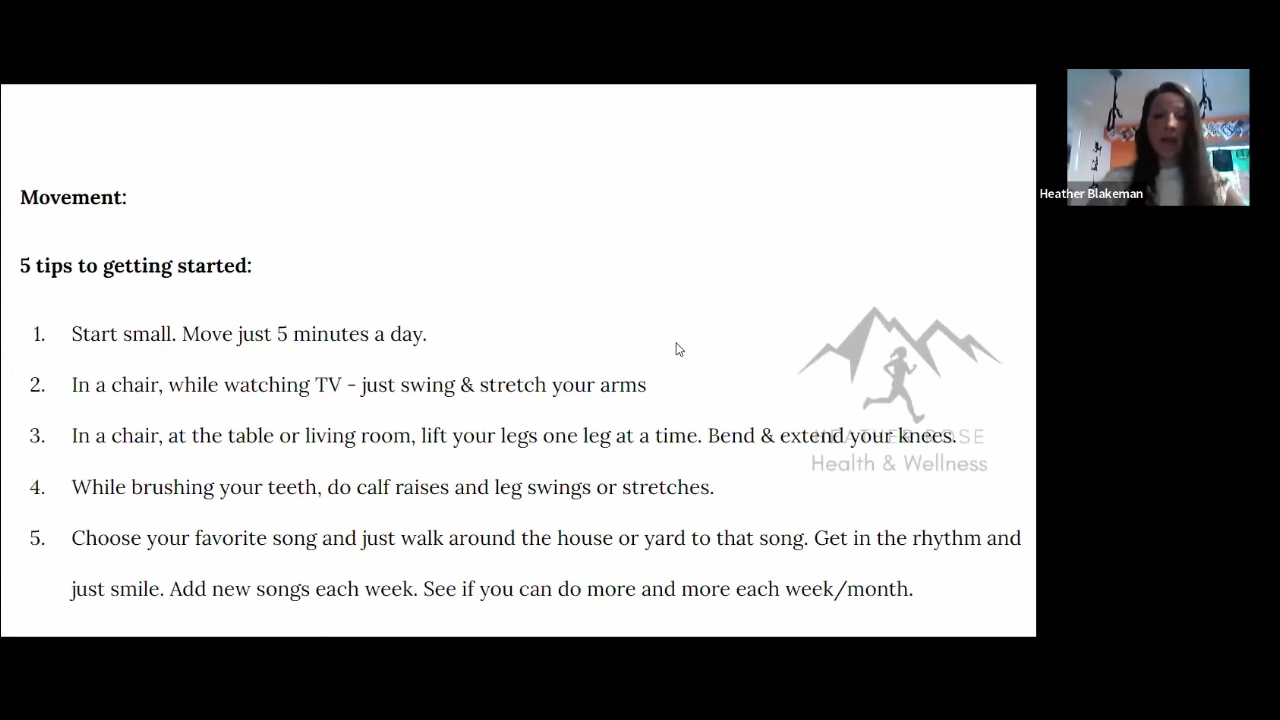 Movement:
5 tips to getting started:
1. Start small. Move just 5 minutes a day.
2. In a chair, while watching TV - just swing & stretch your arms
3. In a chair, at the table or living room, lift your legs one leg at a time. Bend & extend your knees.
4. While brushing your teeth, do calf raises and leg swings or stretches.
5. Choose your favorite song and just walk around the house or yard to that song. Get in the rhythm and
just smile. Add new songs each week. See if you can do more and more each week/month.
HEATHER ROSE
Health & Wellness
Heather Blakeman